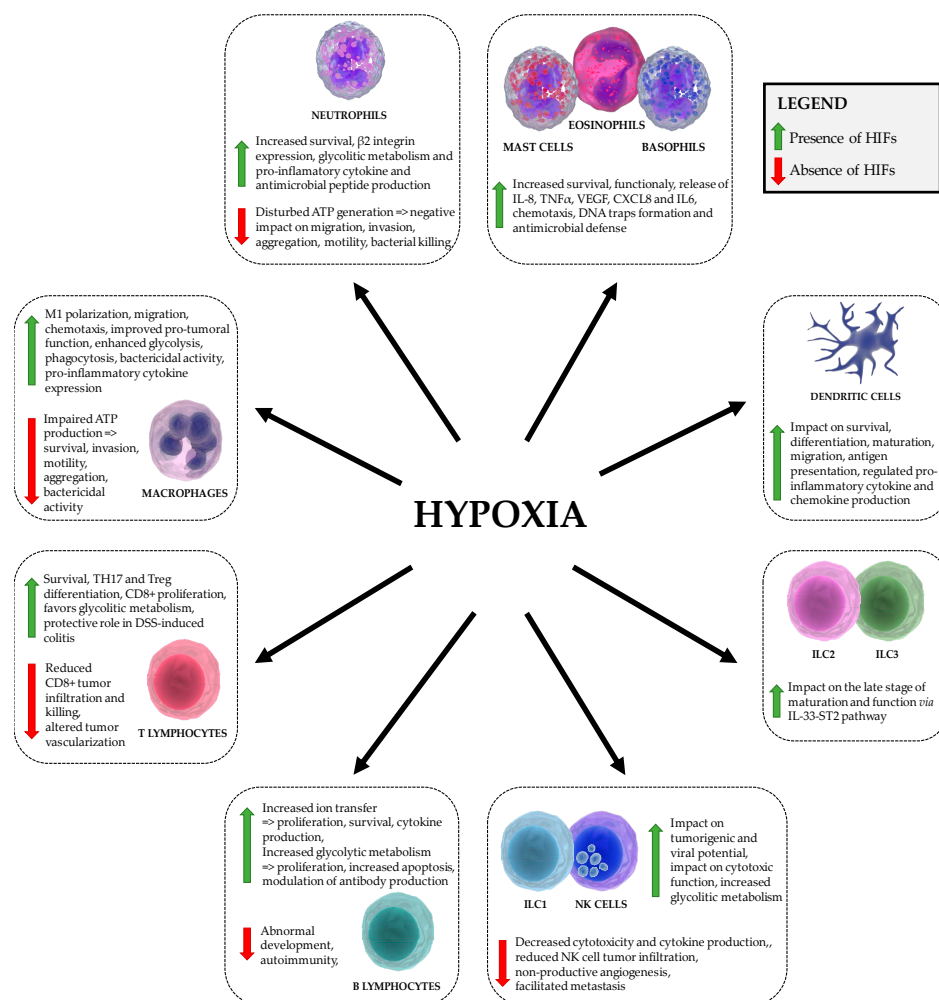 NEUTROPHILS
Increased survival, β2 integrin
expression, glycolitic metabolism and
pro-inflamatory cytokine and
antimicrobial peptide production
Disturbed ATP generation => negative
impact on migration, invasion,
aggregation, motility, bacterial killing,
EOSINOPHILS
MAST CELLS
BASOPHILS
Increased survival, functionaly, release of
IL-8, TNFα, VEGF, CXCL8 and IL6,
chemotaxis, DNA traps formation and
antimicrobial defense
LEGEND
Presence of HIFs
Absence of HIFs
M1 polarization, migration,
chemotaxis, improved pro-tumoral
function, enhanced glycolysis,
phagocytosis, bactericidal activity,
pro-inflammatory cytokine
expression
Impaired ATP
production =>
survival, invasion,
motility,
aggregation,
bactericidal
activity
MACROPHAGES
DENDRITIC CELLS
Impact on survival,
differentiation, maturation,
migration, antigen
presentation, regulated pro-
inflammatory cytokine and
chemokine production
HYPOXIA
Survival, TH17 and Treg
differentiation, CD8+ proliferation,
favors glycolitic metabolism,
protective role in DSS-induced
colitis
Reduced
CD8+ tumor
infiltration and
killing,
altered tumor
vascularization
T LYMPHOCYTES
ILC2
ILC3
Impact on the late stage of
maturation and function via
IL-33-ST2 pathway
Increased ion transfer
=> proliferation, survival, cytokine
production,
Increased glycolytic metabolism
=> proliferation, increased apoptosis,
modulation of antibody production
Abnormal
development,
autoimmunity,
B LYMPHOCYTES
ILC1
NK CELLS
Impact on
tumorigenic and
viral potential,
impact on cytotoxic
function, increased
glycolitic metabolism
Decreased cytotoxicity and cytokine production,,
reduced NK cell tumor infiltration,
non-productive angiogenesis,
facilitated metastasis